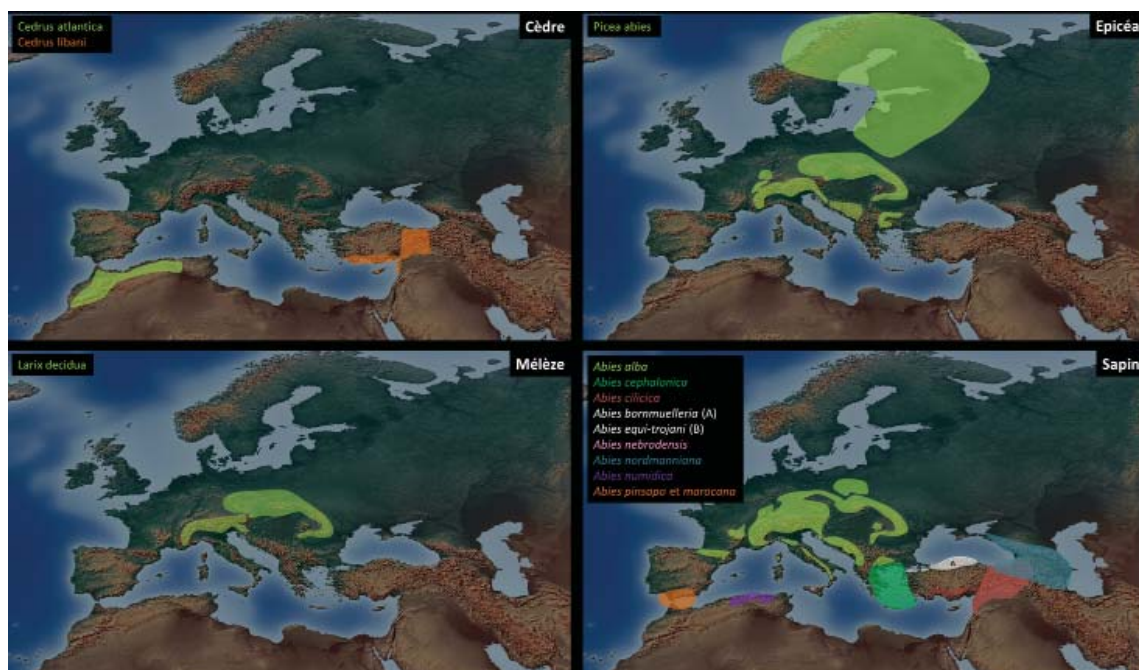 Cedrus atlantica
Cedrus libani
Cèdre
Picea abies
Epicéa
Larix decidua
Mélèze
Abies alba
Abies cephalonica
Abies cilicica
Abies bornmuelleria (A)
Abies equi-trojani (B)
Abies nebrodensis
Abies nordmanniana
Abies numidica
Abies pinsapo et maracana
Sapin
A